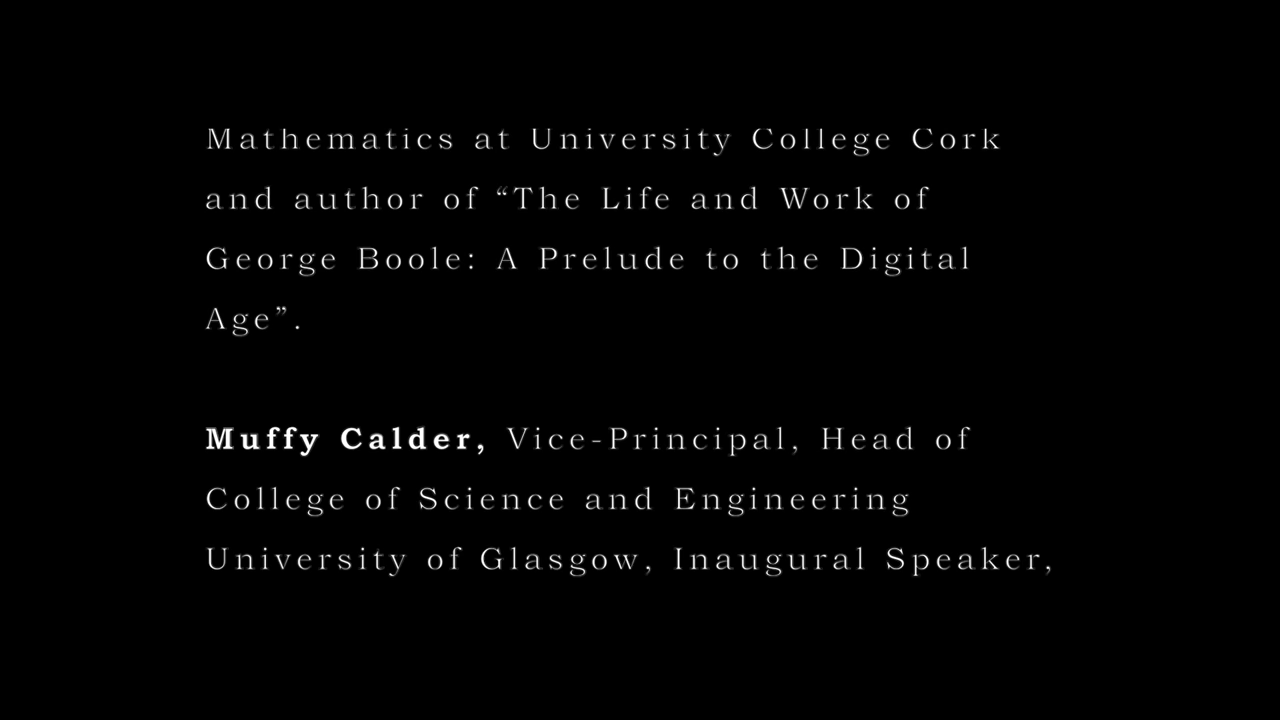 Mathematics at University College Cork
and author of “The Life and Work of
George Boole: A Prelude to the Digital
Age”.
Muffy Calder, Vice-Principal, Head of
College of Science and Engineering
University of Glasgow, Inaugural Speaker,